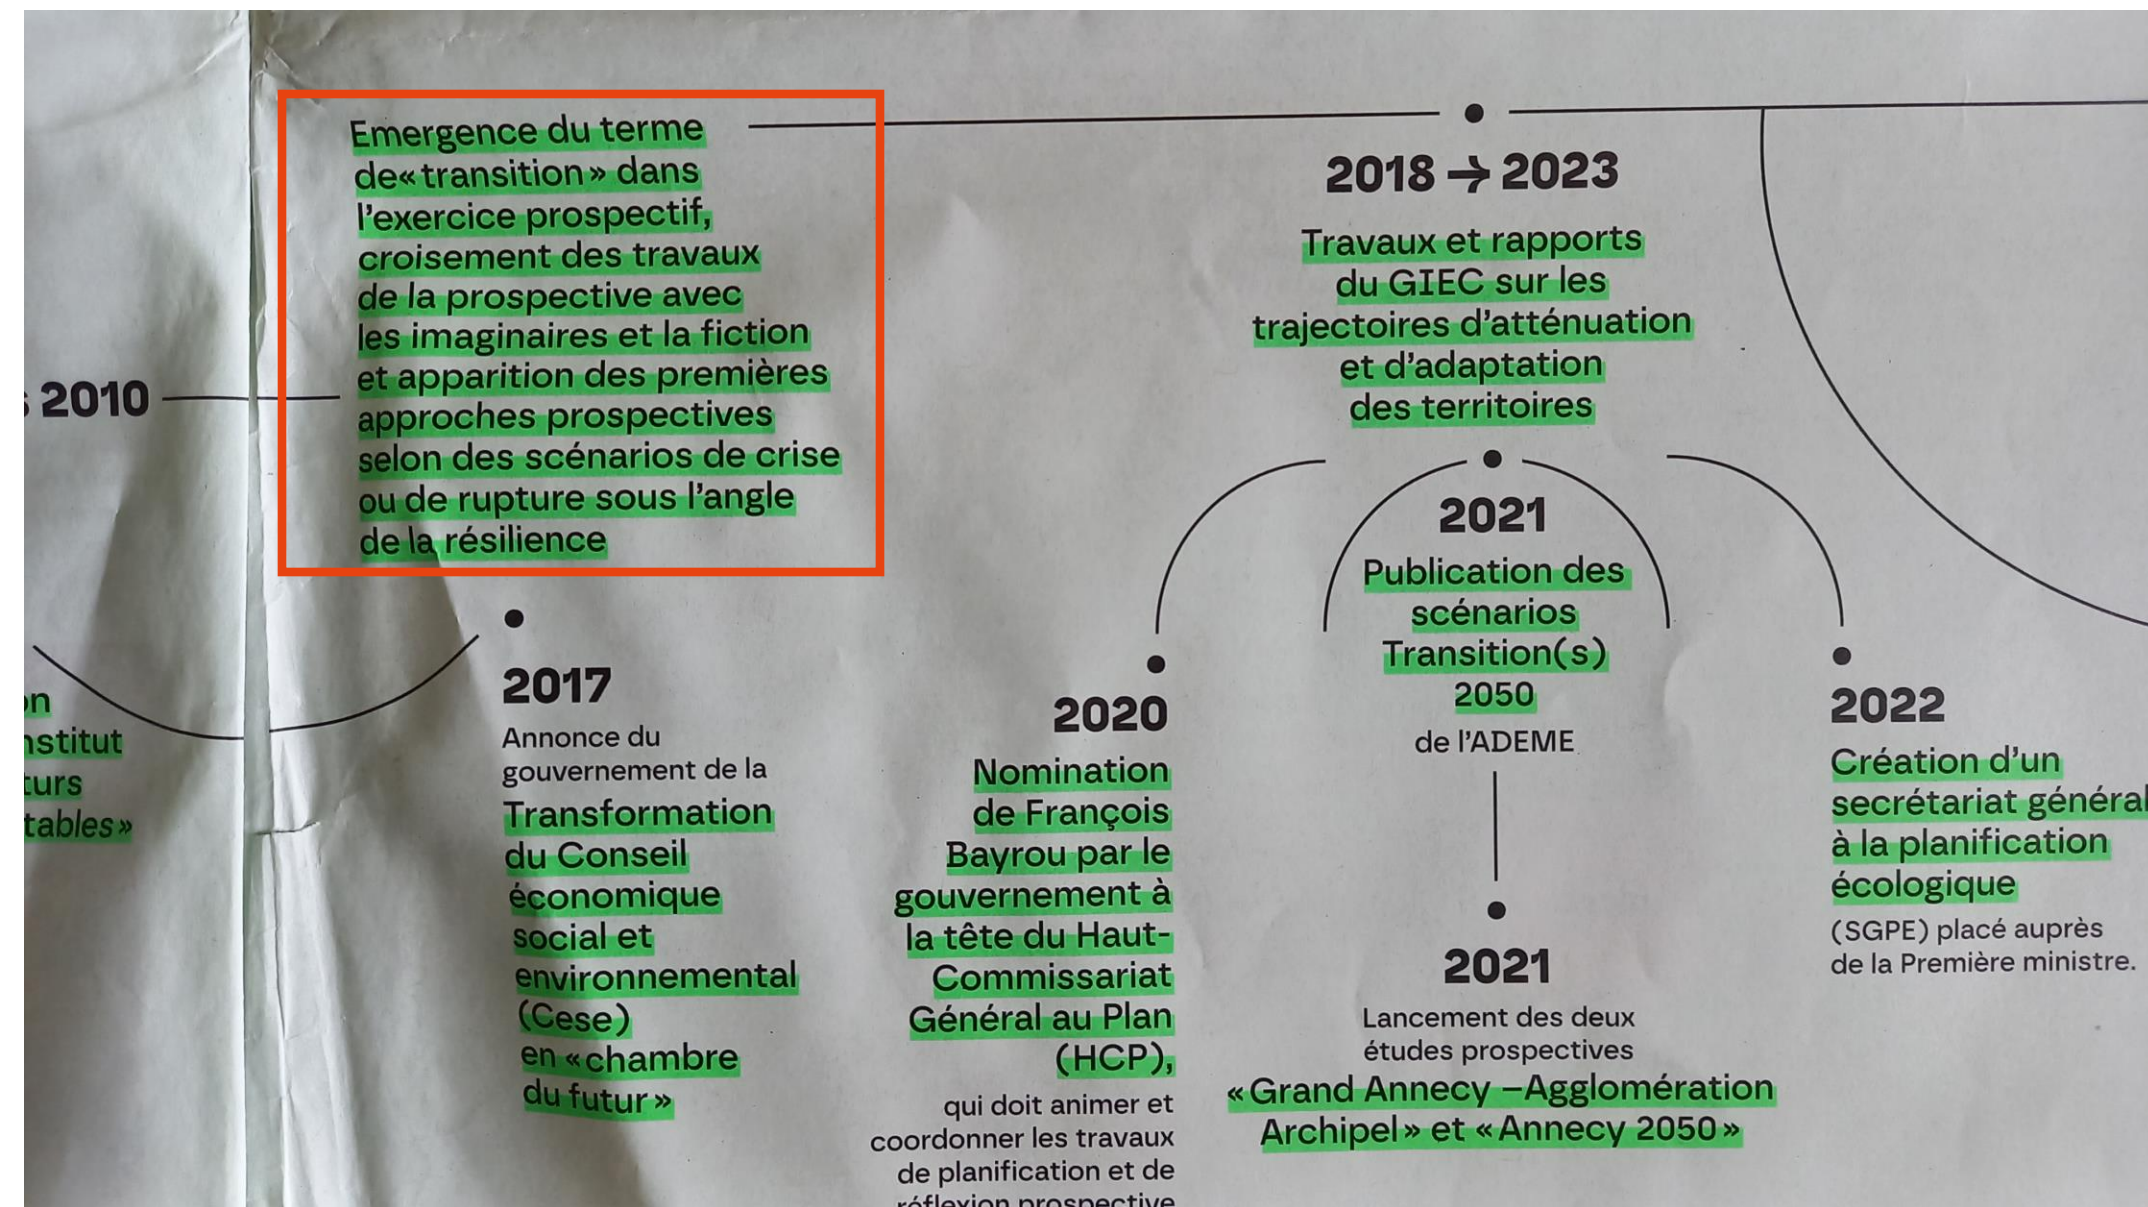 2010
Emergence du terme
de« transition » dans
l'exercice prospectif,
croisement des travaux
de la prospective avec
les imaginaires et la fiction
et apparition des premières
approches prospectives
selon des scénarios de crise
ou de rupture sous l'angle
de la résilience
2018 → 2023
Travaux et rapports
du GIEC sur les
trajectoires d'atténuation
et d'adaptation
des territoires
2017
Annonce du
gouvernement de la
Transformation
du Conseil
économique
social et
environnemental
(Cese)
en « chambre
du futur »
2020
Nomination
de François
Bayrou par le
gouvernement à
la tête du Haut-
Commissariat
Général au Plan
(HCP),
qui doit animer et
coordonner les travaux
de planification et de
réflexion prospective
2021
Publication des
scénarios
Transition(s)
2050
de l'ADEME
2021
Lancement des deux
études prospectives
« Grand Annecy –Agglomération
Archipel » et « Annecy 2050 »
2022
Création d'un
secrétariat général
à la planification
écologique
(SGPE) placé auprès
de la Première ministre.